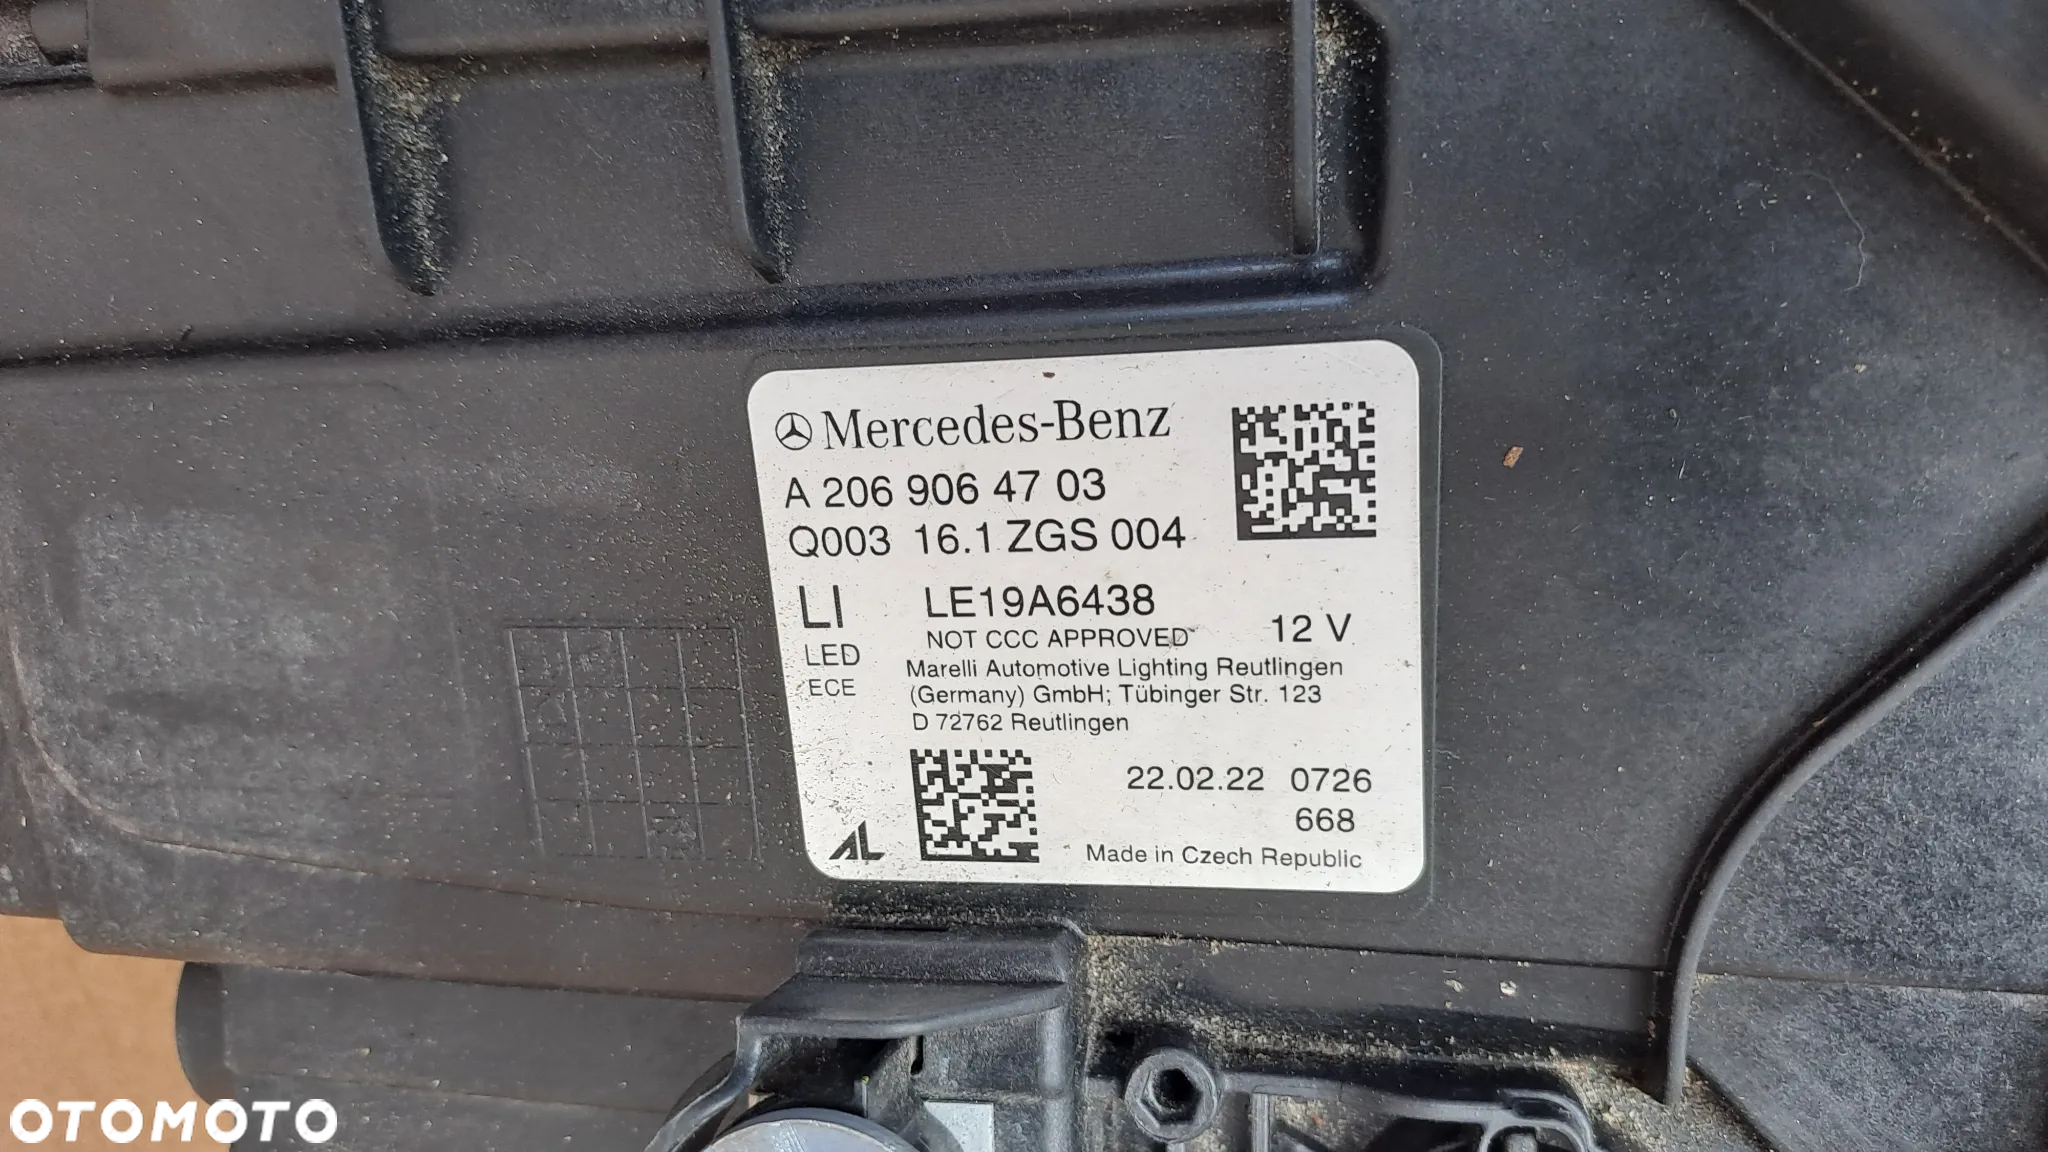 Mercedes-Benz
A 206 906 47 03
Q003 16.1 ZGS 004
LI LE19A6438
NOT CCC APPROVED 12 V
LED
ECE
Marelli Automotive Lighting Reutlingen
(Germany) GmbH; Tübinger Str. 123
D 72762 Reutlingen
22.02.22 0726
668
AL
Made in Czech Republic
OTOMOTO